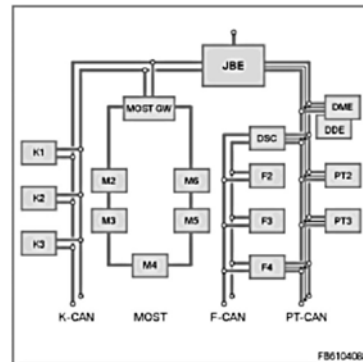 JBE
MOST GW
DME
DDE
K1
DSC
M2
M6
F2
PT2
K2
M3
M5
F3
PT3
K3
M4
F4
K-CAN MOST F-CAN PT-CAN
FB610406